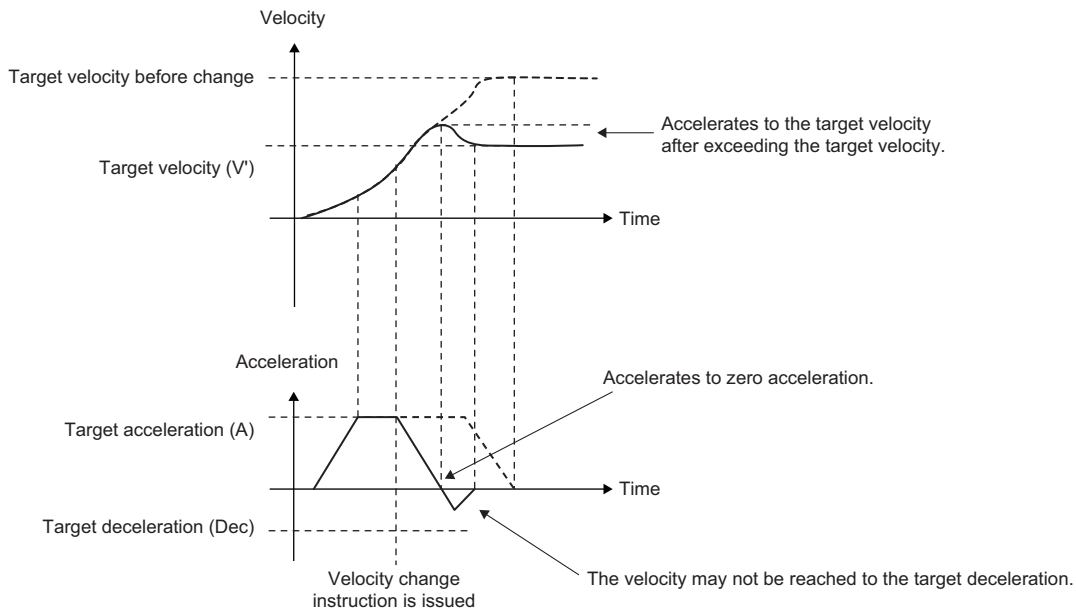 Velocity
Target velocity before change
Accelerates to the target velocity
after exceeding the target velocity.
Target velocity (V')
Time
Acceleration
Accelerates to zero acceleration.
Target acceleration (A)
Time
Target deceleration (Dec)
Velocity change
instruction is issued
The velocity may not be reached to the target deceleration.